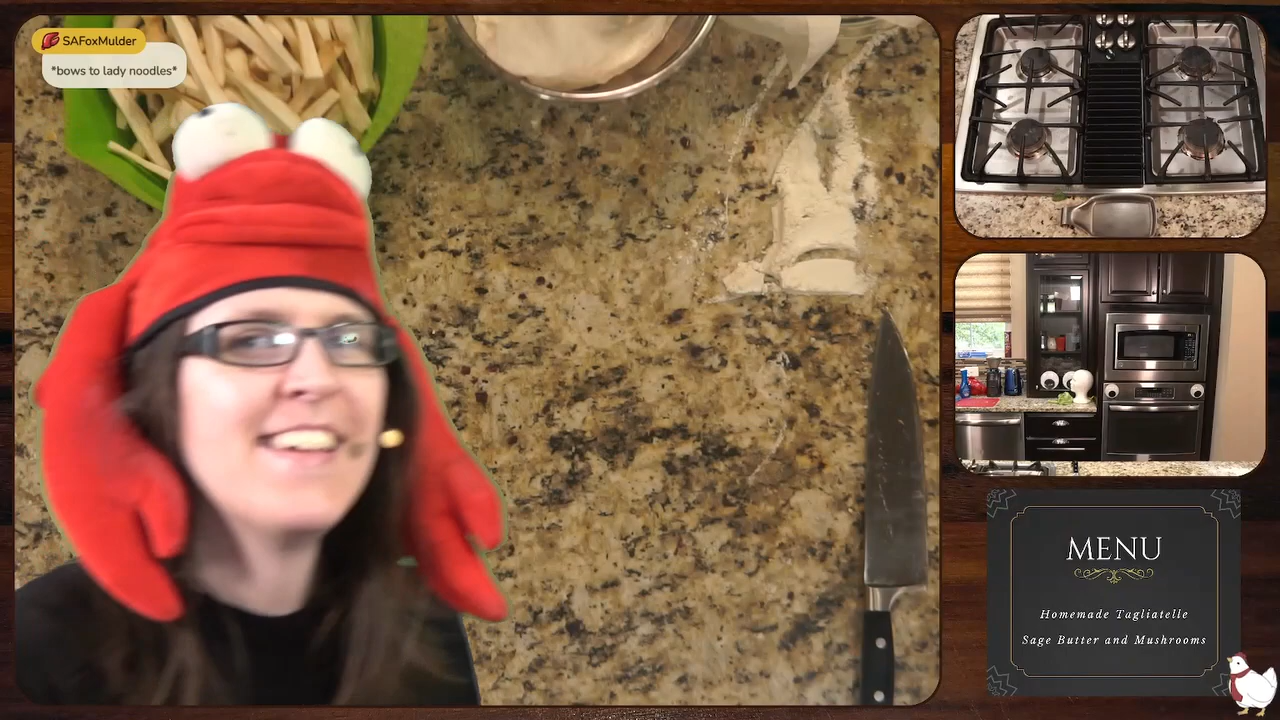 SAFoxMulder
*bows to lady noodles*
MENU
Homemade Tagliatelle
Sage Butter and Mushrooms